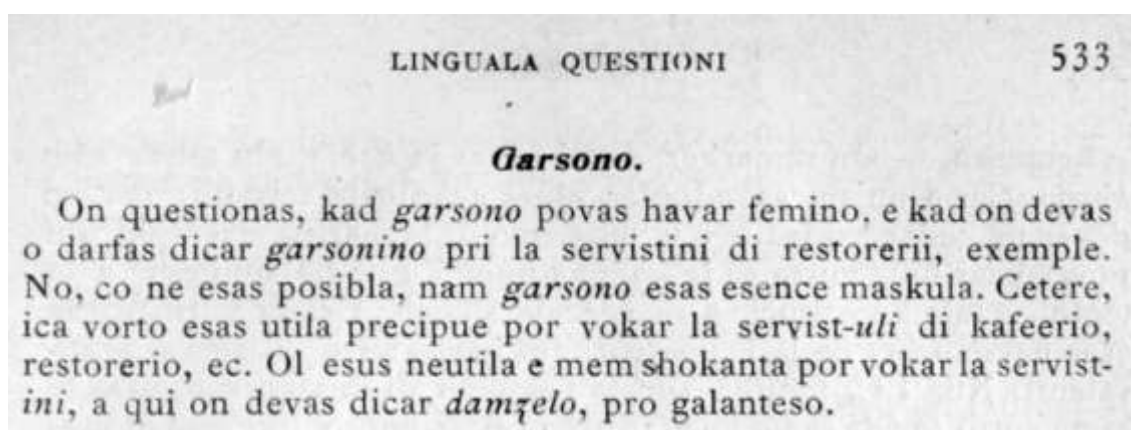 LINGUALA QUESTIONI 533
Garsono.
On questionas, kad garsono povas havar femino, e kad on devas
o darfas dicar garsonino pri la servistini di restorerii, exemple.
No, co ne esas posibla, nam garsono esas esence maskula. Cetere,
ica vorto esas utila precipue por vokar la servist-uli di kafeerio,
restorerio, ec. Ol esus neutila e mem shokanta por vokar la servist-
ini, a qui on devas dicar damzelo, pro galanteso.